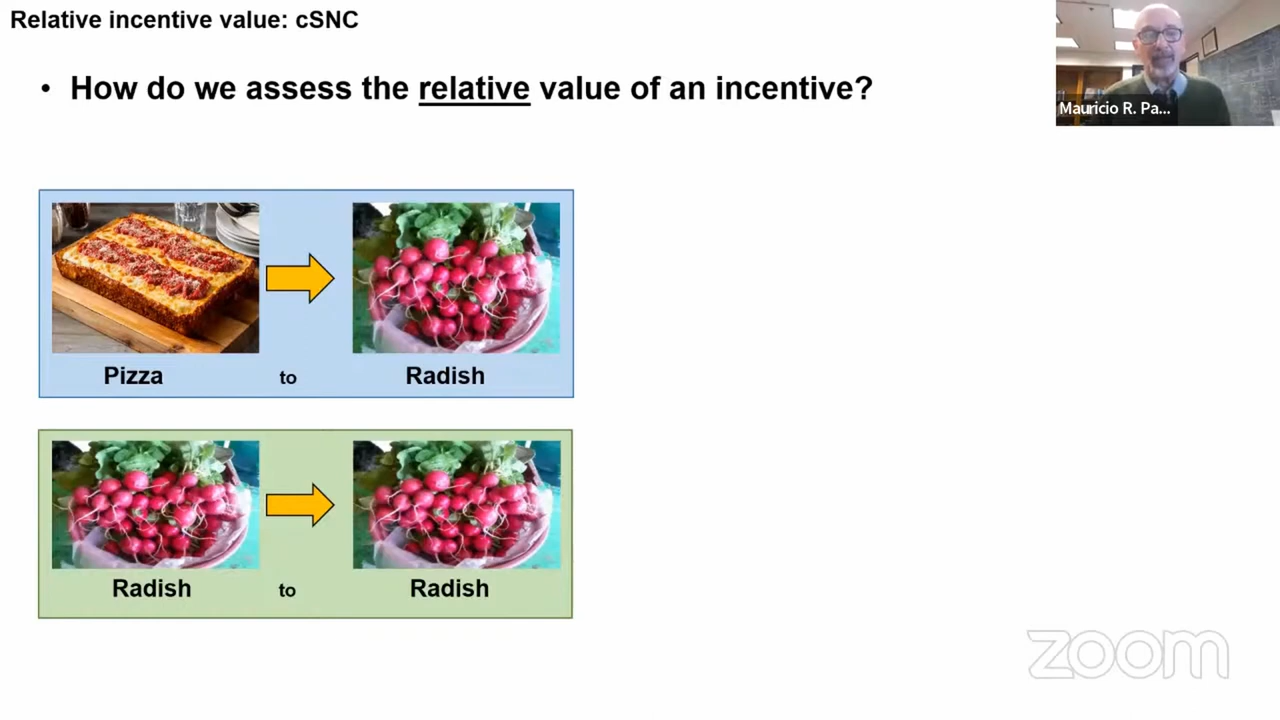 Relative incentive value: cSNC
• How do we assess the relative value of an incentive?
Mauricio R. Pa...
Pizza to Radish
Radish to Radish
zoom